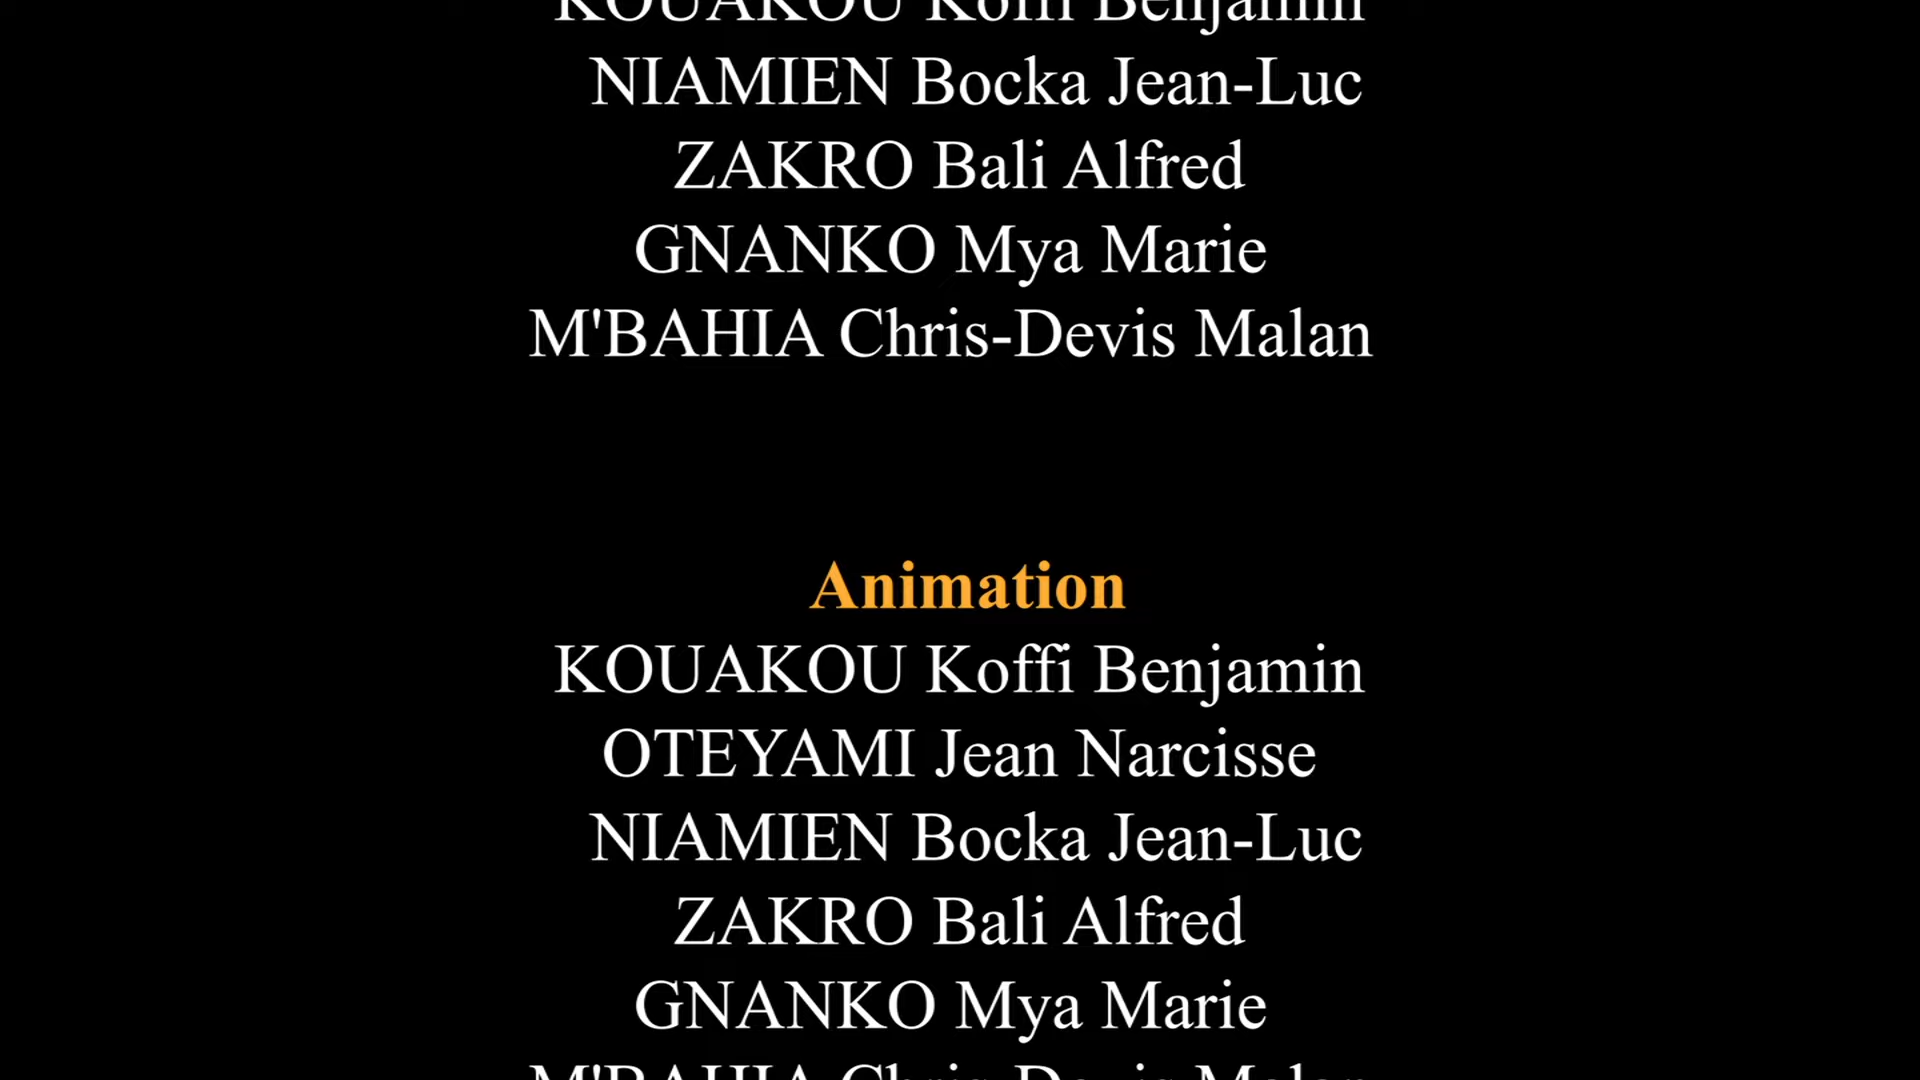 KOUAKOU Koffi Benjamin
NIAMIEN Bocka Jean-Luc
ZAKRO Bali Alfred
GNANKO Mya Marie
M'BAHIA Chris-Devis Malan
Animation
KOUAKOU Koffi Benjamin
OTEYAMI Jean Narcisse
NIAMIEN Bocka Jean-Luc
ZAKRO Bali Alfred
GNANKO Mya Marie
M'BAHIA Chris-Devis Malan